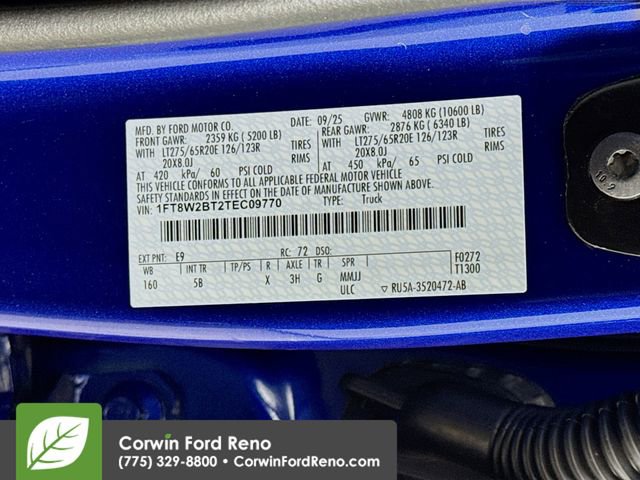 MFD. BY FORD MOTOR CO.
09/25 GVWR: 4808 KG (10600 LB)
FRONT GAWR: 2359 KG (5200 LB)
REAR GAWR: 2876 KG (6340 LB)
WITH LT275/65R20E 126/123R TIRES
WITH LT275/65R20E 126/123R TIRES
20X8.0J RIMS
20X8.0J RIMS
AT 420 kPa/ 60 PSI COLD
AT 450 kPa/ 65 PSI COLD
THIS VEHICLE CONFORMS TO ALL APPLICABLE FEDERAL MOTOR VEHICLE
SAFETY STANDARDS IN EFFECT ON THE DATE OF MANUFACTURE SHOWN ABOVE.
VIN: 1FT8W2BT2TEC09770 TYPE: Truck
EXT PNT: E9 RC: 72 DSO:
WB INT TR TP/PS R AXLE TR SPR F0272
160 5B X 3H G MMJJ T1300
ULC ▽ RU5A-3520472-AB
10.9
Corwin Ford Reno
(775) 329-8800 • CorwinFordReno.com